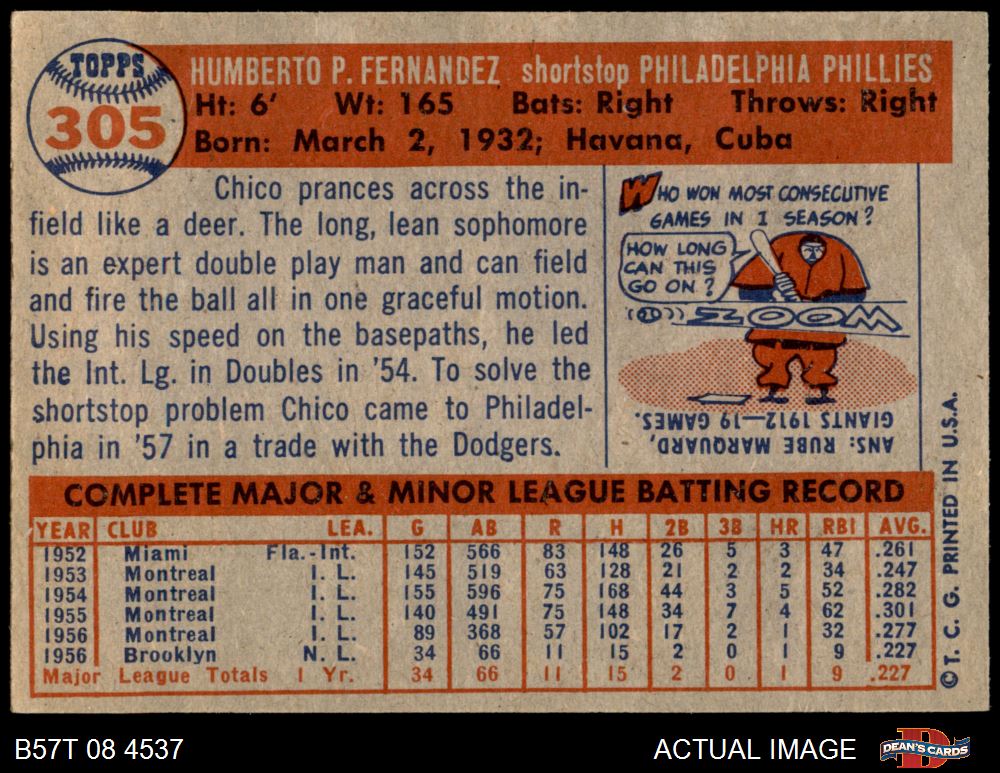 TOPPS
305
HUMBERTO P. FERNANDEZ shortstop PHILADELPHIA PHILLIES
Ht: 6' Wt: 165 Bats: Right Throws: Right
Born: March 2, 1932; Havana, Cuba
Chico prances across the in-
field like a deer. The long, lean sophomore
is an expert double play man and can field
and fire the ball all in one graceful motion.
Using his speed on the basepaths, he led
the Int. Lg. in Doubles in '54. To solve the
shortstop problem Chico came to Philadel-
phia in '57 in a trade with the Dodgers.
WHO WON MOST CONSECUTIVE
GAMES IN 1 SEASON?
HOW LONG
CAN THIS
GO ON?
ZOOM
ANS: RUBE MARQUARD,
GIANTS 1912—19 GAMES.
COMPLETE MAJOR & MINOR LEAGUE BATTING RECORD
YEAR CLUB LEA. G AB R H 2B 3B HR RBI AVG.
1952 Miami Fla.-Int. 152 566 83 148 26 5 3 47 .261
1953 Montreal I. L. 145 519 63 128 21 2 2 34 .247
1954 Montreal I. L. 155 596 75 168 44 3 5 52 .282
1955 Montreal I. L. 140 491 75 148 34 7 4 62 .301
1956 Montreal I. L. 89 368 57 102 17 2 1 32 .277
1956 Brooklyn N. L. 34 66 11 15 2 0 1 9 .227
Major League Totals 1 Yr. 34 66 11 15 2 0 1 9 .227
© T. C. G. PRINTED IN U.S.A.
B57T 08 4537
ACTUAL IMAGE
DEAN'S CARDS